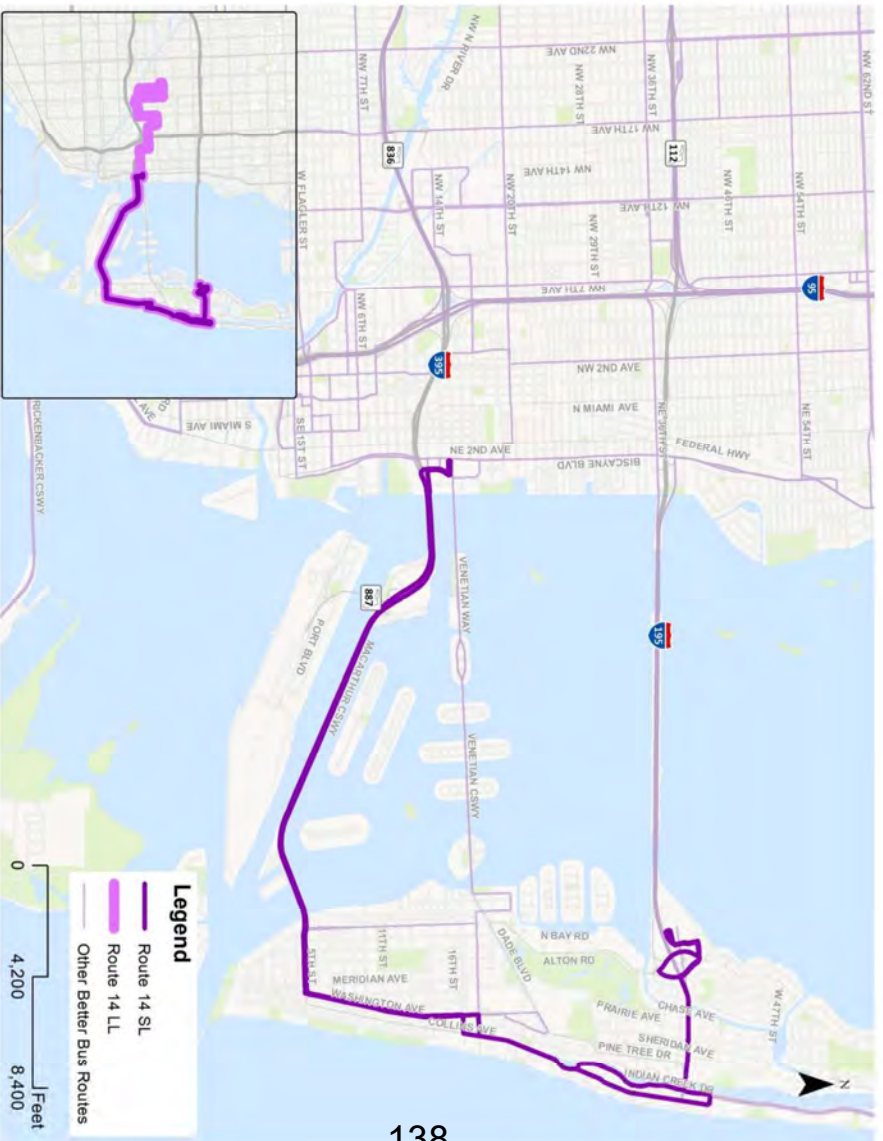 NW 62ND ST
NW 22ND AVE
NW N RIVER DR
NW 7TH ST
NW 28TH ST
NW 36TH ST
NW 17TH AVE
112
836
NW 14TH AVE
NW 46TH ST
NW 54TH ST
NW 14TH ST
NW 20TH ST
NW 12TH AVE
NW 29TH ST
W FLAGLER ST
NW 7TH AVE
95
NW 6TH ST
395
NW 2ND AVE
N MIAMI AVE
NE 36TH ST
NE 54TH ST
FEDERAL HWY
NE 2ND AVE
BISCAYNE BLVD
S MIAMI AVE
SE 1ST ST
AVE
RD
RICKENBACKER CSWY
VENETIAN WAY
887
195
PORT BLVD
MACARTHUR CSWY
VENETIAN CSWY
N BAY RD
DADE BLVD
ALTON RD
11TH ST
16TH ST
5TH ST
MERIDIAN AVE
WASHINGTON AVE
COLLINS AVE
PRAIRIE AVE
CHASE AVE
W 47TH ST
SHERIDAN AVE
PINE TREE DR
INDIAN CREEK DR
N
Legend
Route 14 SL
Route 14 LL
Other Better Bus Routes
0 4,200 8,400
Feet
138